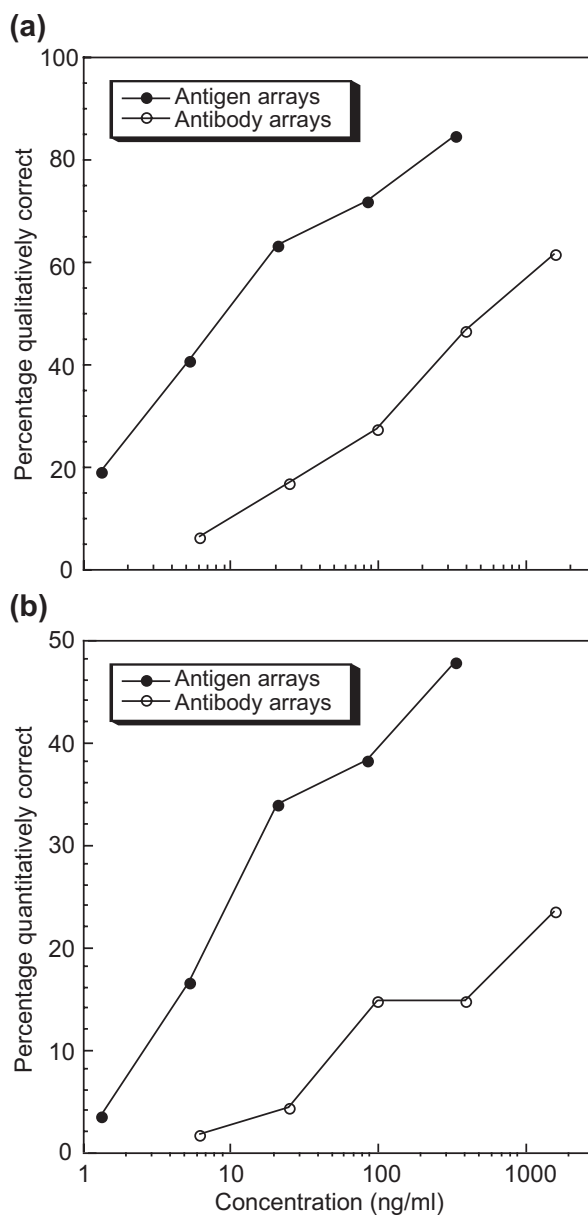 (a)
Percentage qualitatively correct
100
80
60
40
20
0
Antigen arrays
Antibody arrays
(b)
Percentage quantitatively correct
50
40
30
20
10
0
Antigen arrays
Antibody arrays
1
10
100
1000
Concentration (ng/ml)